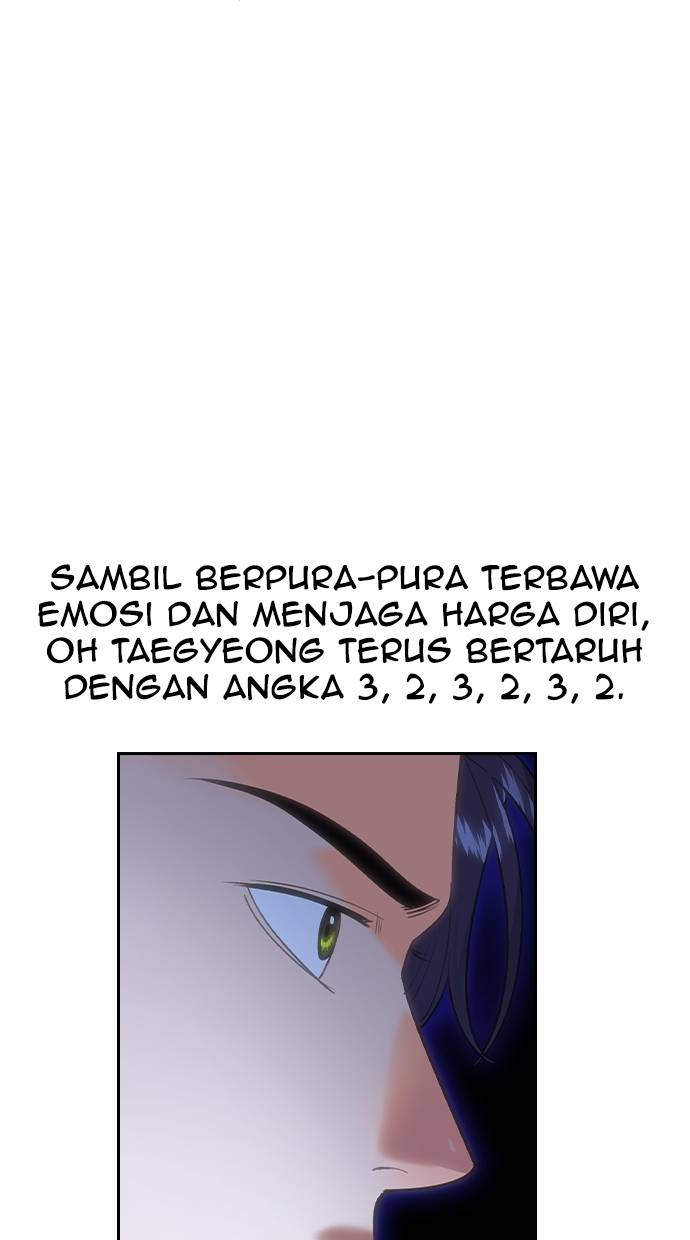 SAMBIL BERPURA-PURA TERBAWA
EMOSI DAN MENJAGA HARGA DIRI,
OH TAEGYEONG TERUS BERTARUH
DENGAN ANGKA 3, 2, 3, 2, 3, 2.